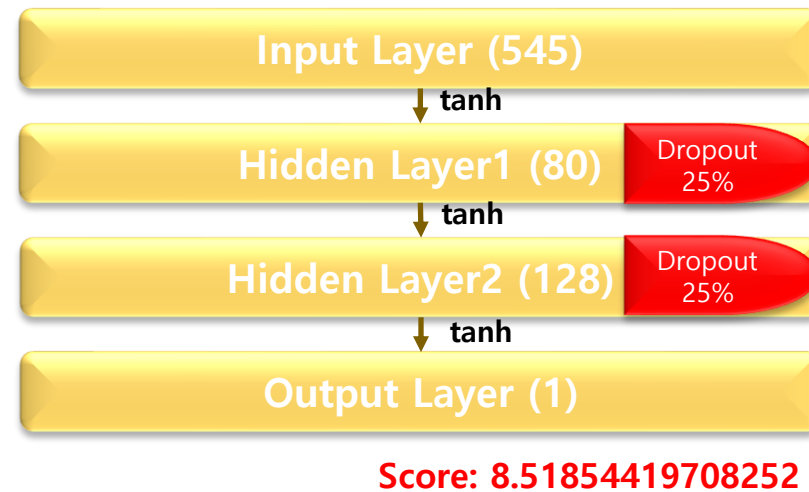 Input Layer (545)
tanh
Hidden Layer1 (80)
Dropout
25%
tanh
Hidden Layer2 (128)
Dropout
25%
tanh
Output Layer (1)
Score: 8.51854419708252